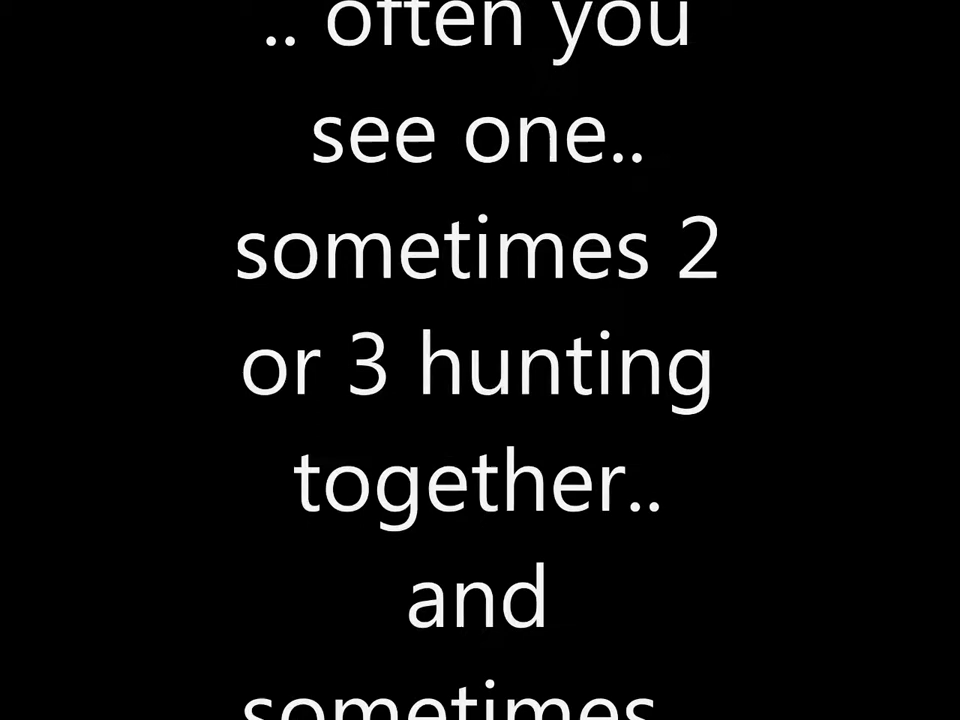 .. often you
see one..
sometimes 2
or 3 hunting
together..
and
sometimes